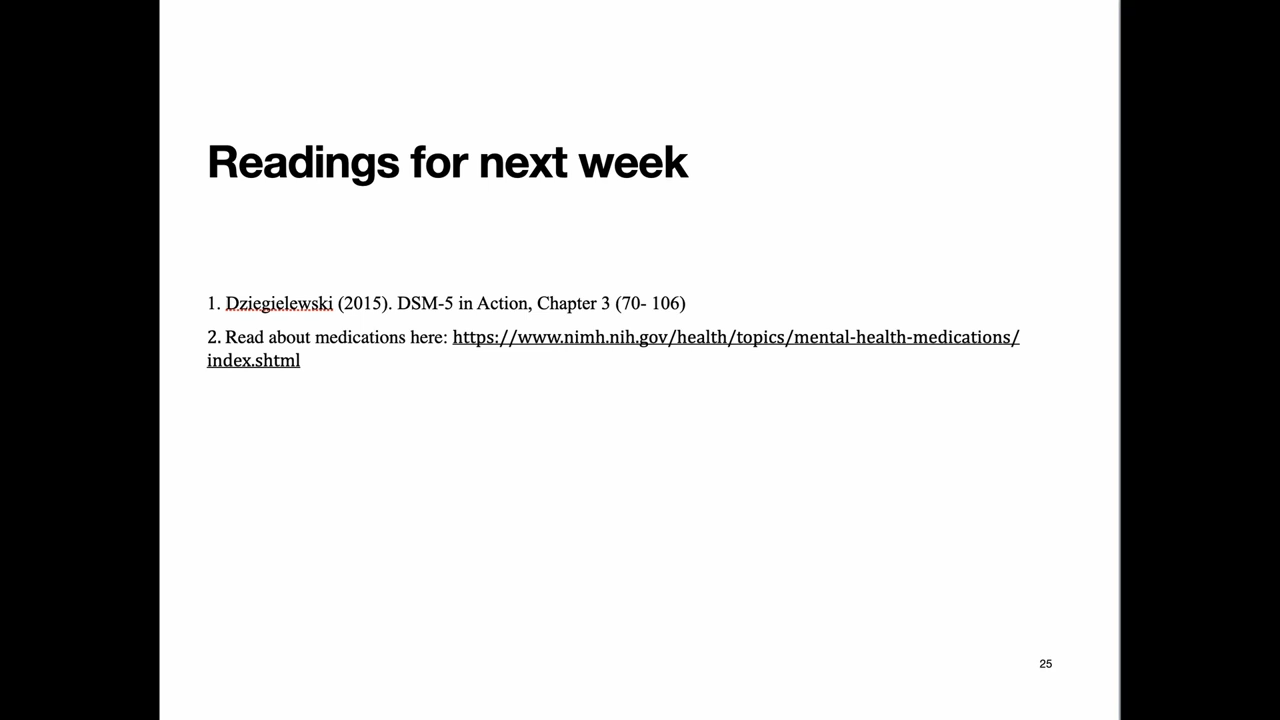 Readings for next week
1. Dziegielewski (2015). DSM-5 in Action, Chapter 3 (70- 106)
2. Read about medications here: https://www.nimh.nih.gov/health/topics/mental-health-medications/
index.shtml
25